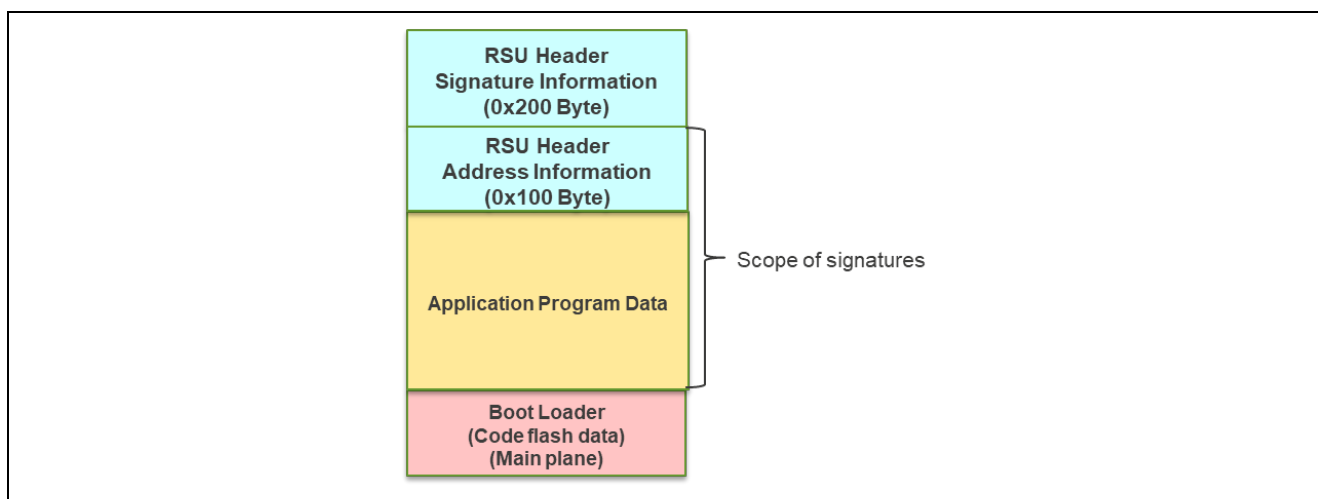 RSU Header
Signature Information
(0x200 Byte)
RSU Header
Address Information
(0x100 Byte)
Scope of signatures
Application Program Data
Boot Loader
(Code flash data)
(Main plane)